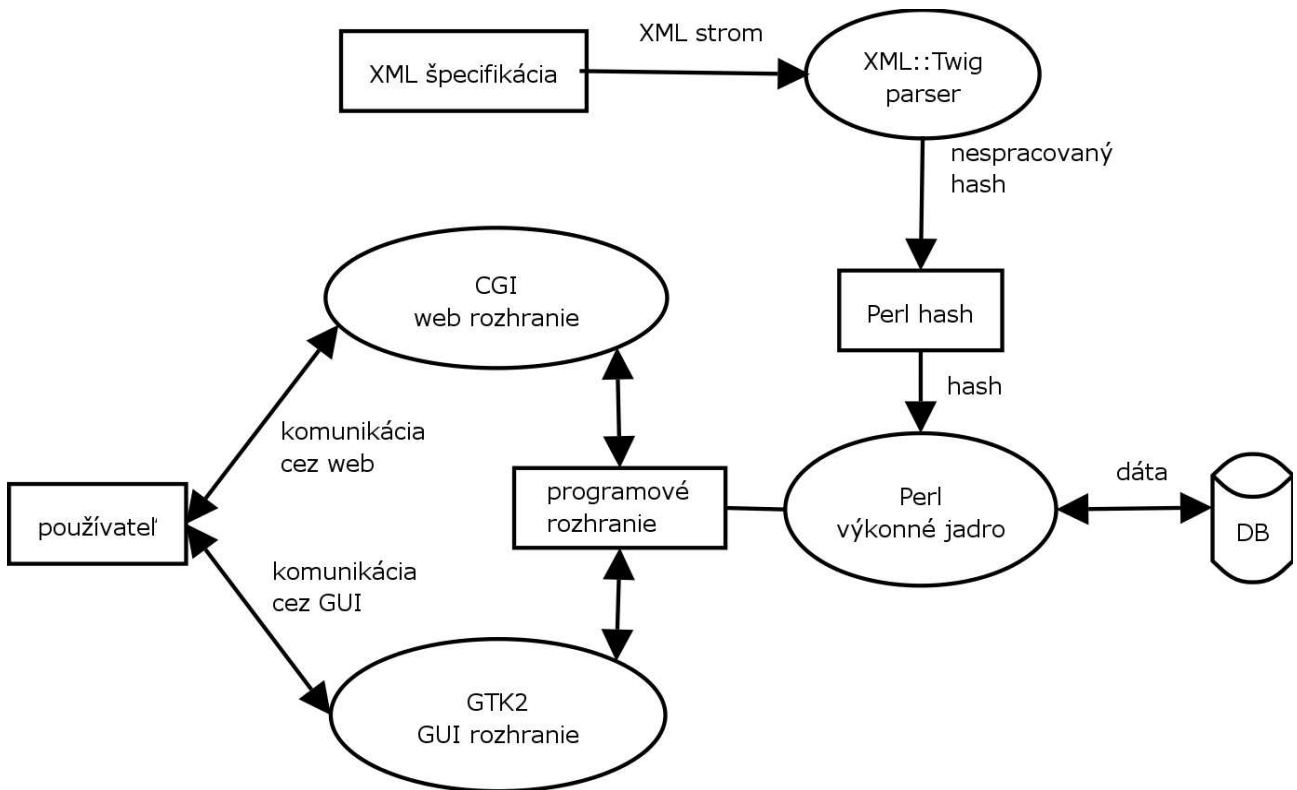 XML strom
XML špecifikácia
XML::Twig
parser
nespracovaný
hash
CGI
web rozhranie
Perl hash
hash
komunikácia
cez web
programové
rozhranie
Perl
výkonné jadro
dáta
DB
používateľ
komunikácia
cez GUI
GTK2
GUI rozhranie